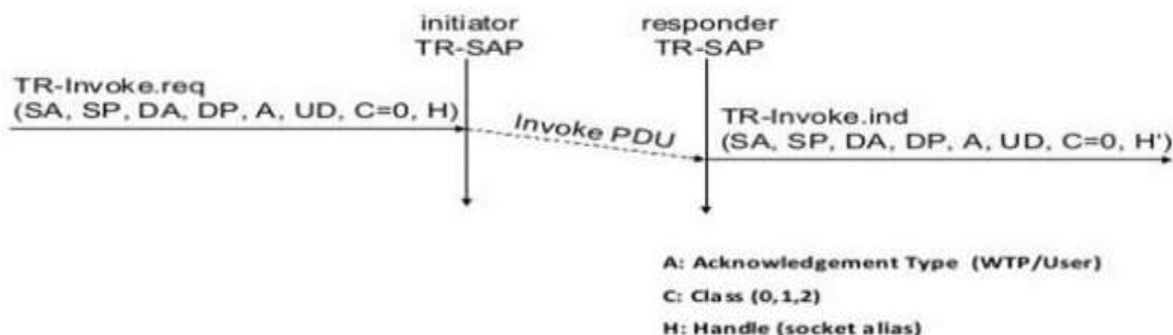 initiator
TR-SAP
responder
TR-SAP
TR-Invoke.req
(SA, SP, DA, DP, A, UD, C=0, H)
Invoke PDU
TR-Invoke.ind
(SA, SP, DA, DP, A, UD, C=0, H')
A: Acknowledgement Type (WTP/User)
C: Class (0,1,2)
H: Handle (socket alias)